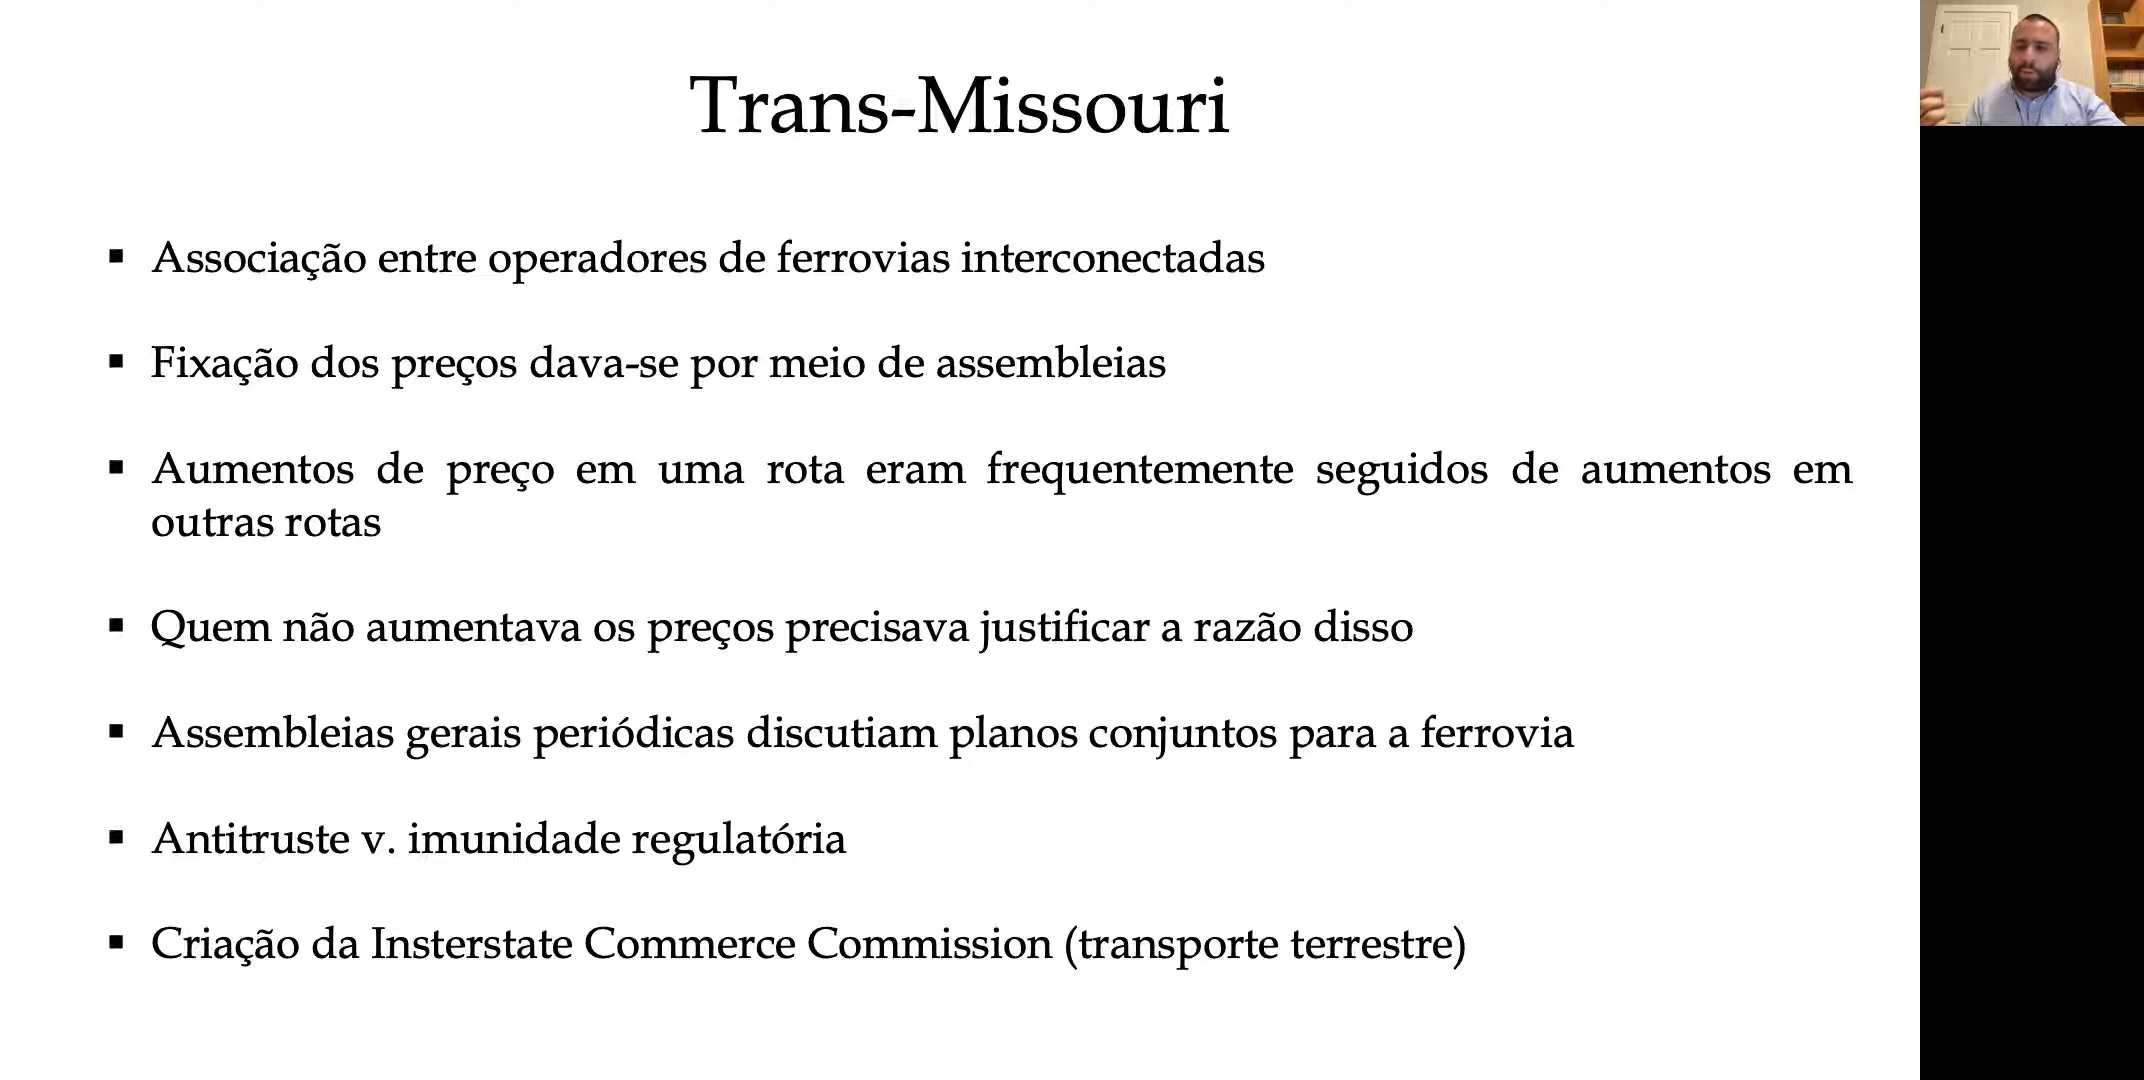 Trans-Missouri
▪ Associação entre operadores de ferrovias interconectadas
▪ Fixação dos preços dava-se por meio de assembleias
▪ Aumentos de preço em uma rota eram frequentemente seguidos de aumentos em
outras rotas
▪ Quem não aumentava os preços precisava justificar a razão disso
▪ Assembleias gerais periódicas discutiam planos conjuntos para a ferrovia
▪ Antitruste v. imunidade regulatória
▪ Criação da Insterstate Commerce Commission (transporte terrestre)